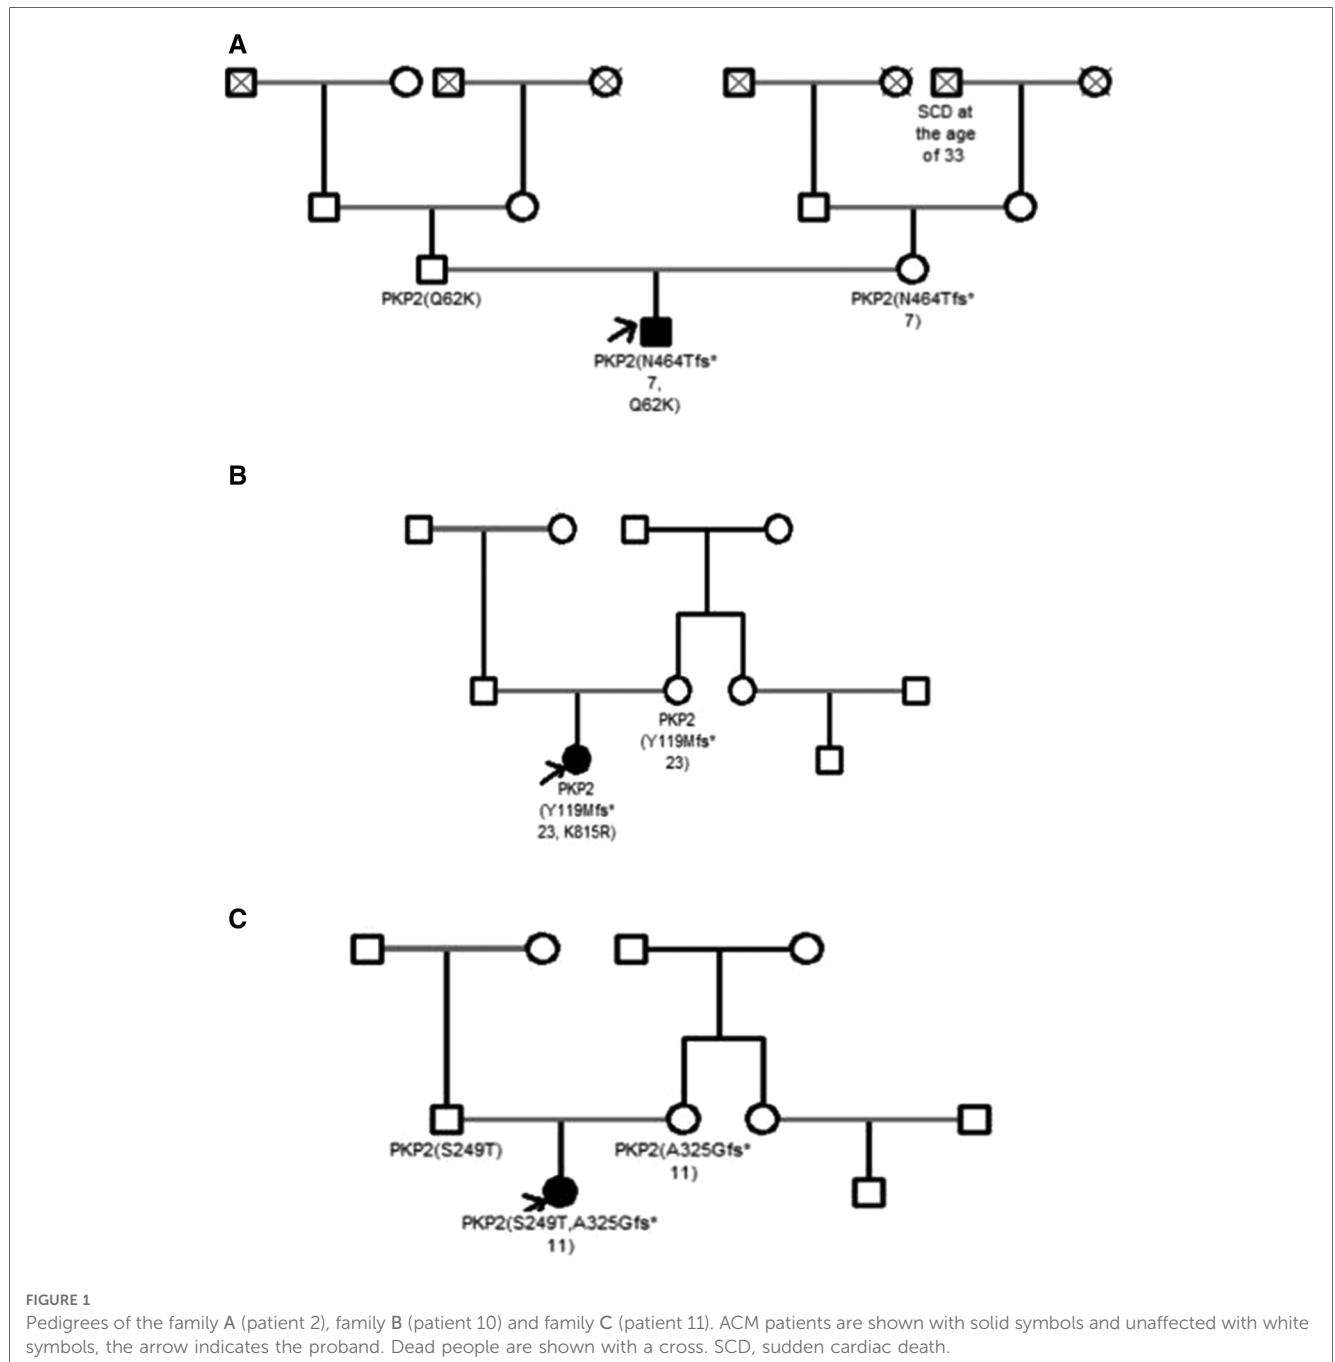 A
SCD at
the age
of 33
PKP2(Q62K)
PKP2(N464Tfs*
7)
PKP2(N464Tfs*
7,
Q62K)
B
PKP2
(Y119Mfs*
23)
PKP2
(Y119Mfs*
23, K815R)
C
PKP2(S249T)
PKP2(A325Gfs*
11)
PKP2(S249T,A325Gfs*
11)
FIGURE 1
Pedigrees of the family A (patient 2), family B (patient 10) and family C (patient 11). ACM patients are shown with solid symbols and unaffected with white
symbols, the arrow indicates the proband. Dead people are shown with a cross. SCD, sudden cardiac death.